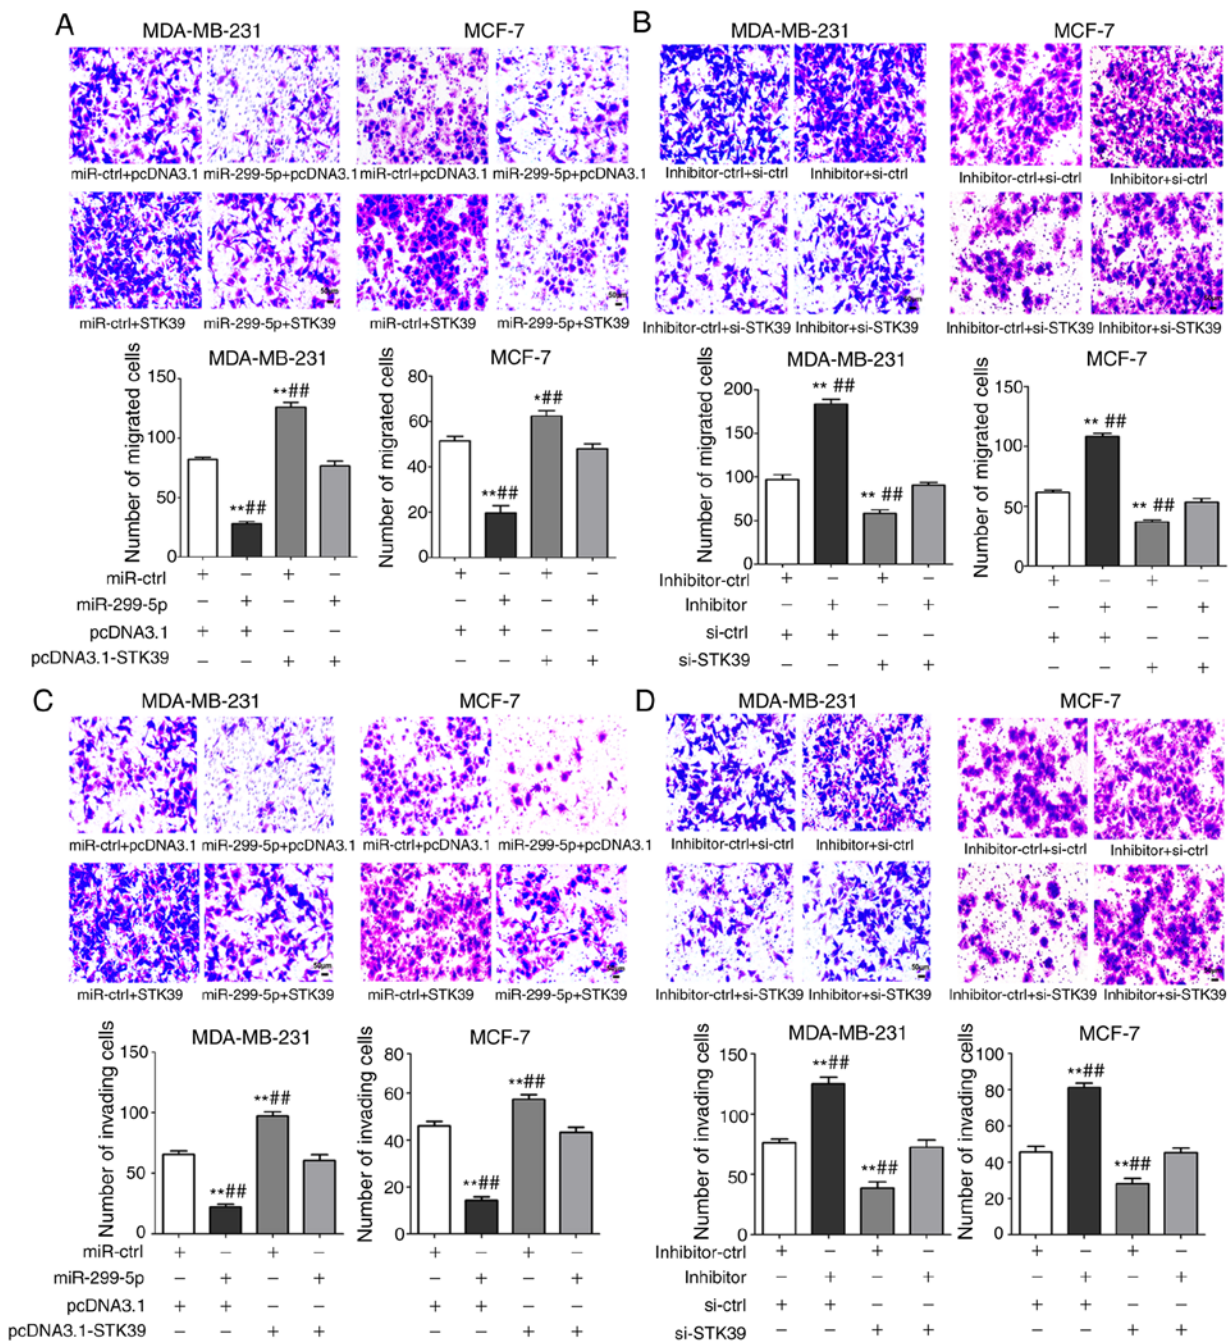 A
MDA-MB-231
MCF-7
miR-ctrl+pcDNA3.1 miR-299-5p+pcDNA3.1 miR-ctrl+pcDNA3.1 miR-299-5p+pcDNA3.1
50μm
50μm
miR-ctrl+STK39 miR-299-5p+STK39 miR-ctrl+STK39 miR-299-5p+STK39
MDA-MB-231
Number of migrated cells
150
100
50
0
**##
**##
MCF-7
Number of migrated cells
80
60
40
20
0
**##
*##
miR-ctrl + − + − + − + −
miR-299-5p − + − + − + − +
pcDNA3.1 + + − − + + − −
pcDNA3.1-STK39 − − + + − − + +
B
MDA-MB-231
MCF-7
Inhibitor-ctrl+si-ctrl Inhibitor+si-ctrl Inhibitor-ctrl+si-ctrl Inhibitor+si-ctrl
Inhibitor-ctrl+si-STK39 Inhibitor+si-STK39 Inhibitor-ctrl+si-STK39 Inhibitor+si-STK39
MDA-MB-231
Number of migrated cells
200
150
100
50
0
** ##
** ##
MCF-7
Number of migrated cells
150
100
50
0
** ##
** ##
Inhibitor-ctrl + − + − + − + −
Inhibitor − + − + − + − +
si-ctrl + + − − + + − −
si-STK39 − − + + − − + +
C
MDA-MB-231
MCF-7
miR-ctrl+pcDNA3.1 miR-299-5p+pcDNA3.1 miR-ctrl+pcDNA3.1 miR-299-5p+pcDNA3.1
50μm
miR-ctrl+STK39 miR-299-5p+STK39 miR-ctrl+STK39 miR-299-5p+STK39
MDA-MB-231
Number of invading cells
150
100
50
0
**##
**##
MCF-7
Number of invading cells
80
60
40
20
0
**##
**##
miR-ctrl + − + − + − + −
miR-299-5p − + − + − + − +
pcDNA3.1 + + − − + + − −
pcDNA3.1-STK39 − − + + − − + +
D
MDA-MB-231
MCF-7
Inhibitor-ctrl+si-ctrl Inhibitor+si-ctrl Inhibitor-ctrl+si-ctrl Inhibitor+si-ctrl
50μm
Inhibitor-ctrl+si-STK39 Inhibitor+si-STK39 Inhibitor-ctrl+si-STK39 Inhibitor+si-STK39
MDA-MB-231
Number of invading cells
150
100
50
0
**##
**##
MCF-7
Number of invading cells
100
80
60
40
20
0
**##
**##
Inhibitor-ctrl + − + − + − + −
Inhibitor − + − + − + − +
si-ctrl + + − − + + − −
si-STK39 − − + + − − + +